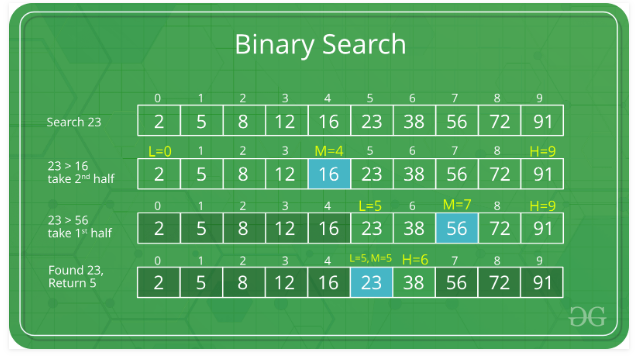 Binary Search
0 1 2 3 4 5 6 7 8 9
Search 23 2 5 8 12 16 23 38 56 72 91
L=0 1 2 3 M=4 5 6 7 8 H=9
23 > 16
take 2nd half 2 5 8 12 16 23 38 56 72 91
0 1 2 3 4 L=5 6 M=7 8 H=9
23 > 56
take 1st half 2 5 8 12 16 23 38 56 72 91
0 1 2 3 4 L=5, M=5 H=6 7 8 9
Found 23,
Return 5 2 5 8 12 16 23 38 56 72 91